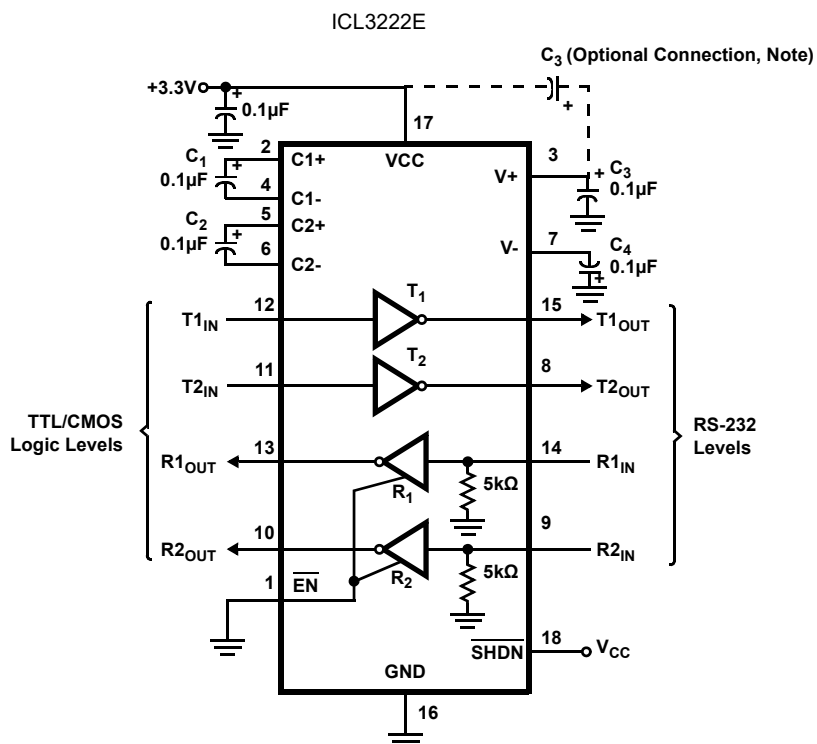 ICL3222E
C3 (Optional Connection, Note)
+3.3V
+
0.1µF
+
17
2
C1+
VCC
3
C1
0.1µF
+
4
C1-
V+
+
C3
0.1µF
5
C2
0.1µF
+
C2+
6
C2-
7
V-
C4
0.1µF
+
T1IN
12
T1
15
T1OUT
T2IN
11
T2
8
T2OUT
TTL/CMOS
Logic Levels
RS-232
Levels
R1OUT
13
R1
5kΩ
14
R1IN
R2OUT
10
R2
5kΩ
9
R2IN
1
E̅N̅
S̅H̅D̅N̅
18
VCC
GND
16